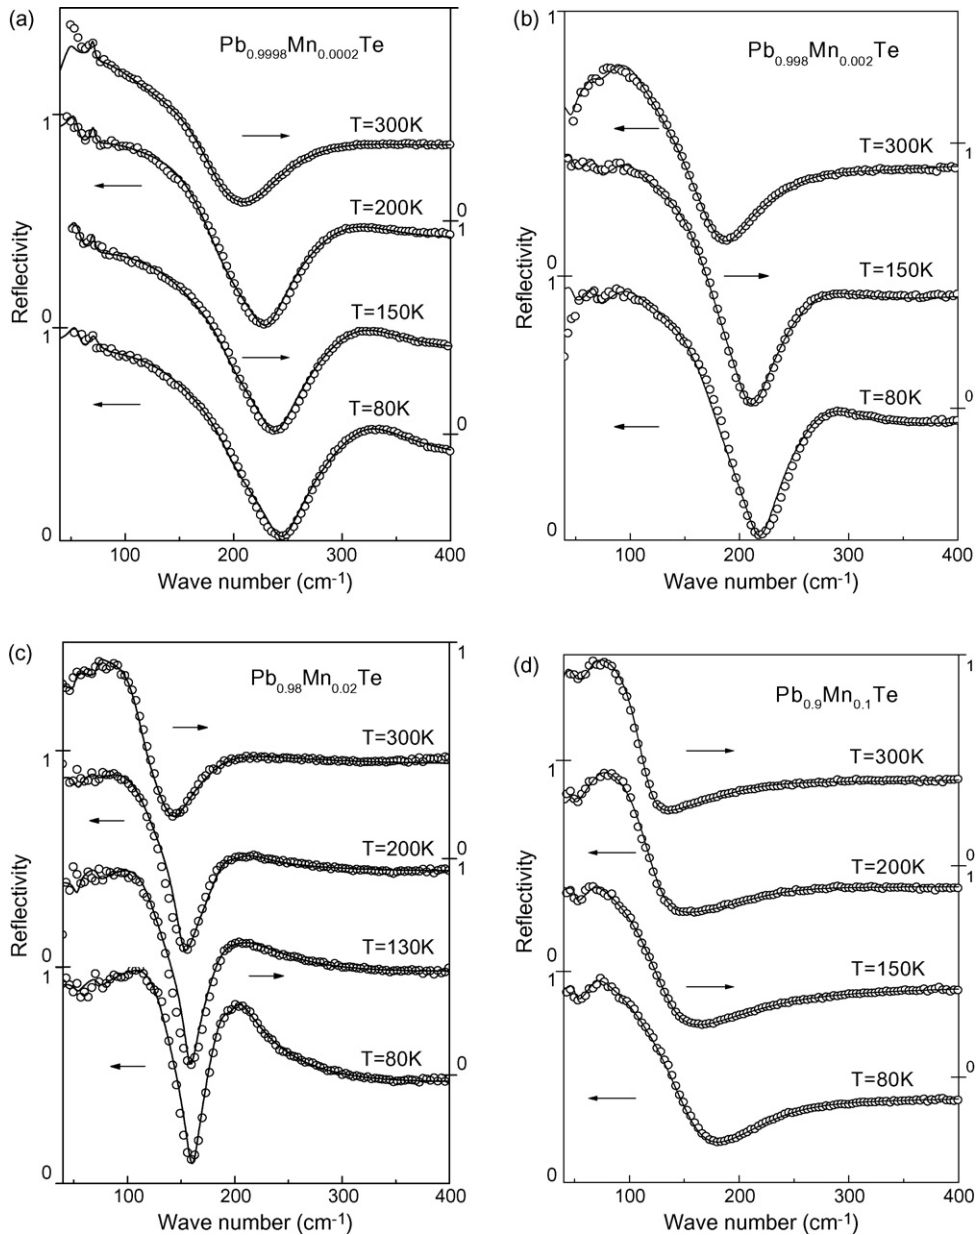 (a)
Pb0.9998Mn0.0002Te
1
T=300K
1
T=200K
0
Reflectivity
T=150K
0
1
1
T=80K
0
0
100 200 300 400
Wave number (cm-1)
(b)
1
Pb0.998Mn0.002Te
1
T=300K
Reflectivity
0
1
T=150K
1
0
T=80K
0
0
100 200 300 400
Wave number (cm-1)
(c)
1
Pb0.98Mn0.02Te
T=300K
1
T=200K
0
1
Reflectivity
T=130K
0
1
T=80K
0
0
100 200 300 400
Wave number (cm-1)
(d)
1
Pb0.9Mn0.1Te
T=300K
1
Reflectivity
0
1
T=200K
0
1
T=150K
0
T=80K
0
100 200 300 400
Wave number (cm-1)